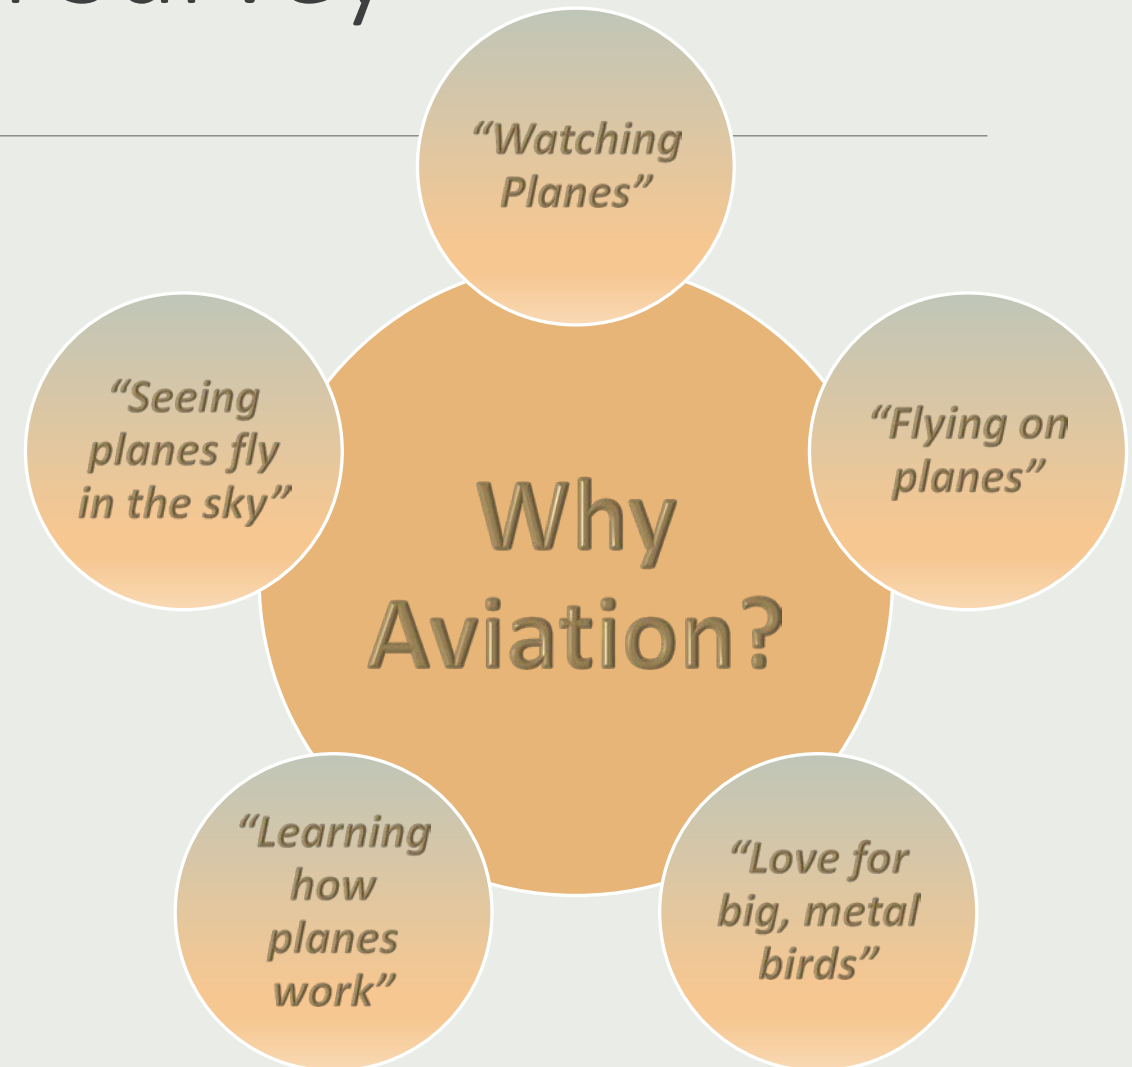 “Watching
Planes”
“Flying on
planes”
“Love for
big, metal
birds”
“Learning
how
planes
work”
“Seeing
planes fly
in the sky”
Why
Aviation?